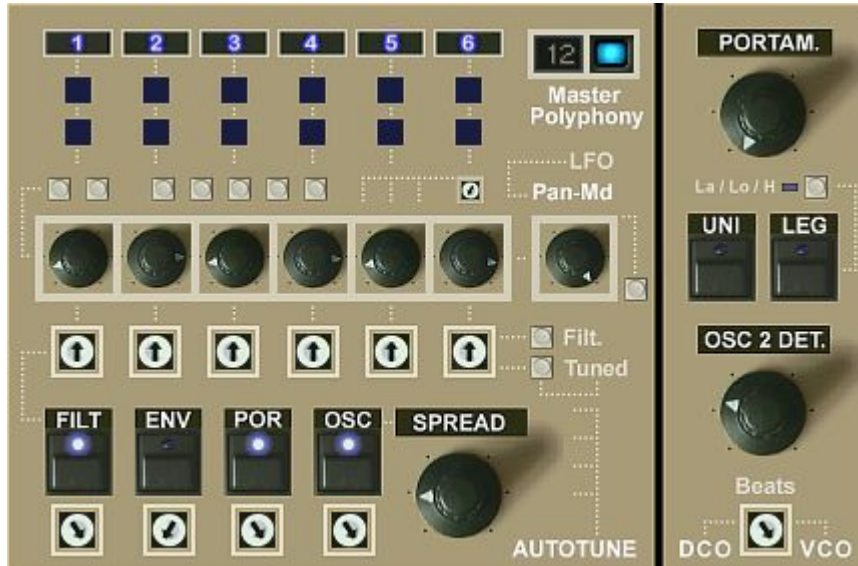 1 2 3 4 5 6
12
Master
Polyphony
LFO
Pan-Md
Filt.
Tuned
FILT ENV POR OSC SPREAD
AUTOTUNE
PORTAM.
La / Lo / H
UNI LEG
OSC 2 DET.
Beats
DCO VCO